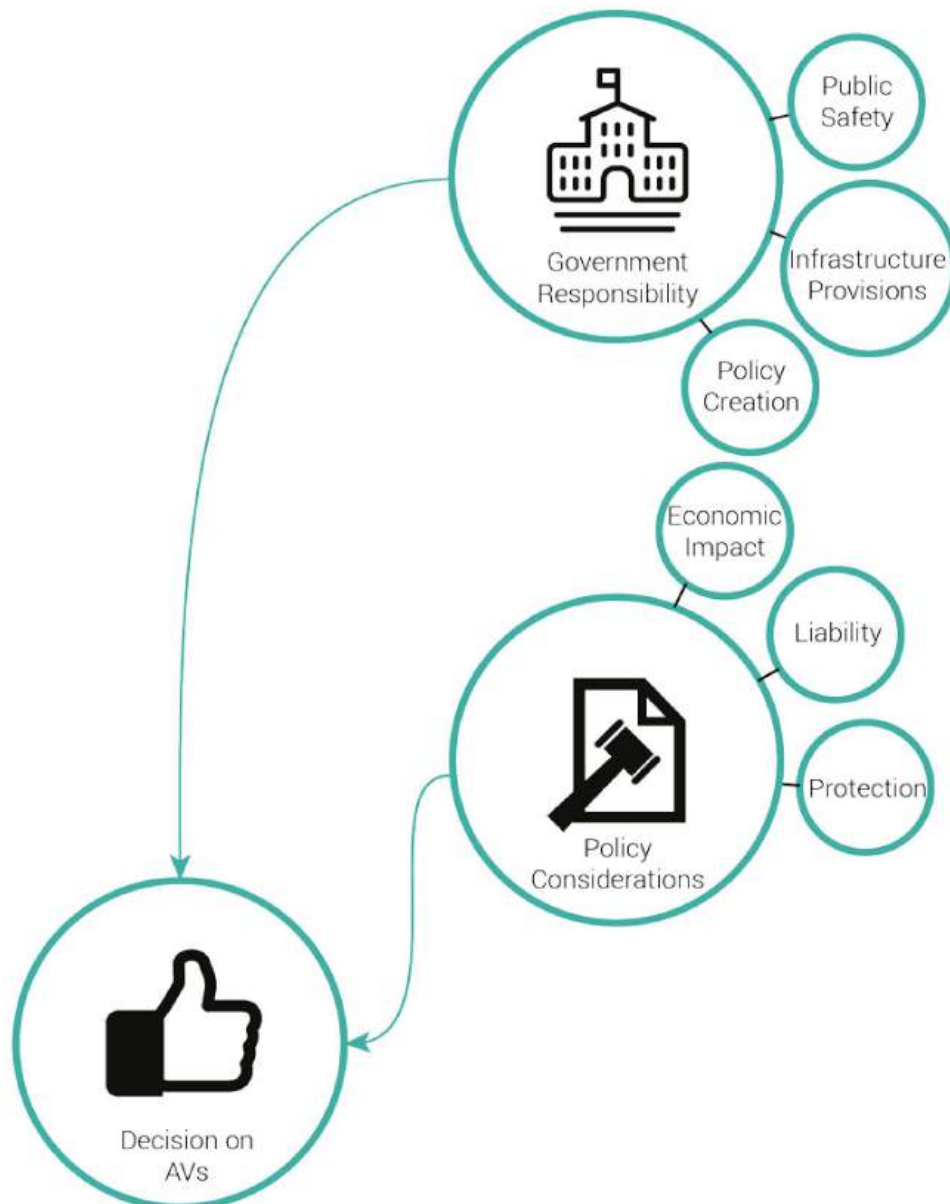 Public
Safety
Government
Responsibility
Infrastructure
Provisions
Policy
Creation
Economic
Impact
Liability
Protection
Policy
Considerations
Decision on
AVs